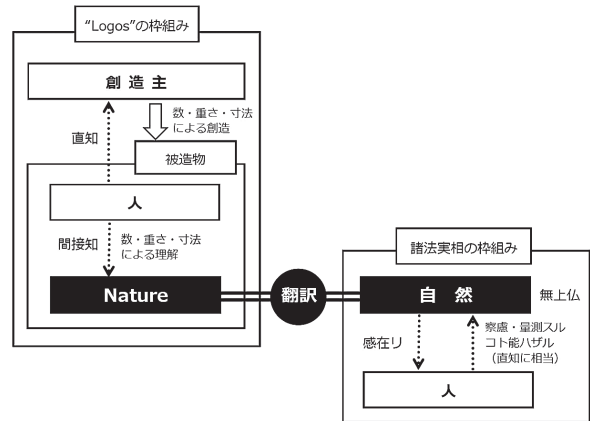 “Logos”の枠組み
創 造 主
直知
数・重さ・寸法
による創造
被造物
人
間接知
数・重さ・寸法
による理解
Nature
翻訳
諸法実相の枠組み
自 然
無上仏
感在リ
察慮・量測スル
コト能ハザル
（直知に相当）
人